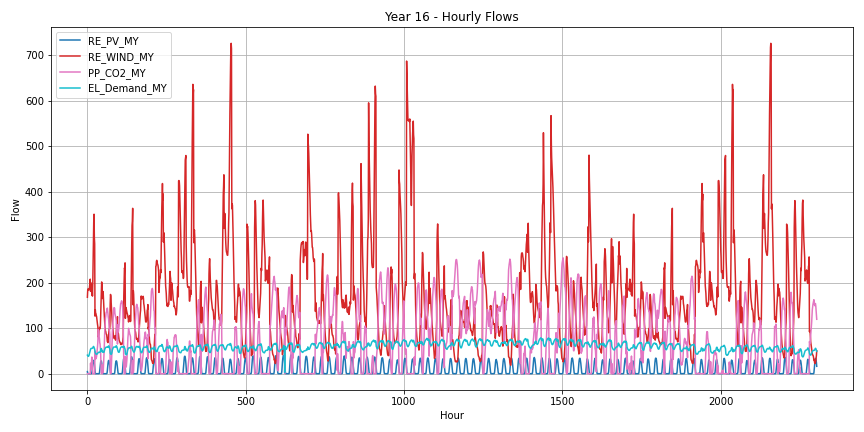 Year 16 - Hourly Flows
RE_PV_MY
RE_WIND_MY
PP_CO2_MY
EL_Demand_MY
700
600
500
400
300
200
100
0
Flow
0
500
1000
1500
2000
Hour